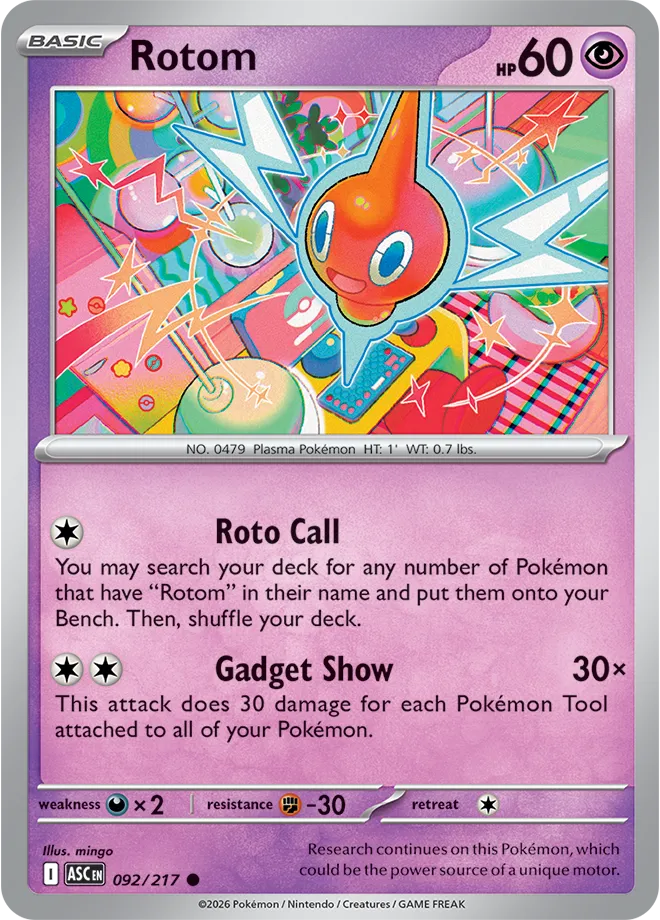 BASIC
Rotom
HP 60
NO. 0479 Plasma Pokémon HT: 1' WT: 0.7 lbs.
Roto Call
You may search your deck for any number of Pokémon
that have “Rotom” in their name and put them onto your
Bench. Then, shuffle your deck.
Gadget Show 30×
This attack does 30 damage for each Pokémon Tool
attached to all of your Pokémon.
weakness ×2 resistance -30 retreat
Illus. mingo
Research continues on this Pokémon, which
could be the power source of a unique motor.
I ASC EN 092/217
©2026 Pokémon / Nintendo / Creatures / GAME FREAK